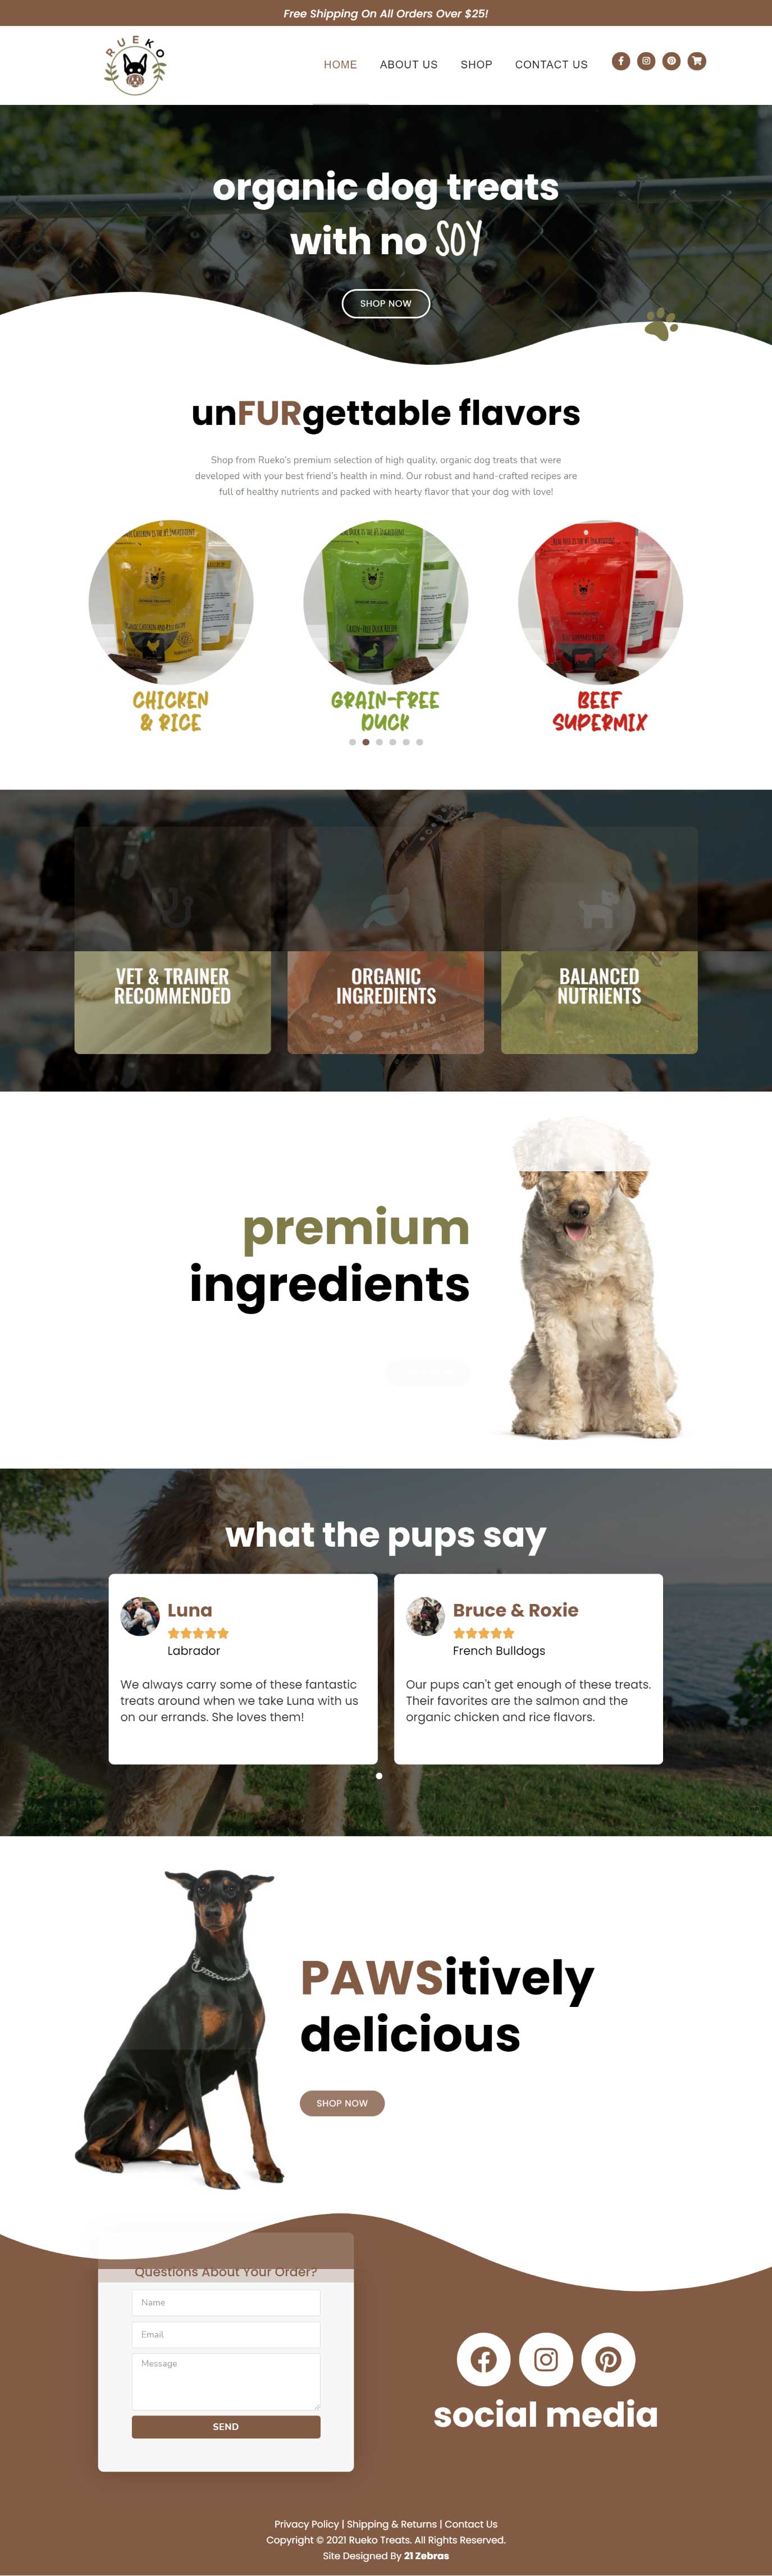 Free Shipping On All Orders Over $25!
RUEKO
HOME ABOUT US SHOP CONTACT US
organic dog treats
with no SOY
SHOP NOW
unFURgettable flavors
Shop from Rueko's premium selection of high quality, organic dog treats that were
developed with your best friend's health in mind. Our robust and hand-crafted recipes are
full of healthy nutrients and packed with hearty flavor that your dog with love!
CHICKEN
& RICE
GRAIN-FREE
DUCK
BEEF
SUPERMIX
VET & TRAINER
RECOMMENDED
ORGANIC
INGREDIENTS
BALANCED
NUTRIENTS
premium
ingredients
what the pups say
Luna
Labrador
We always carry some of these fantastic
treats around when we take Luna with us
on our errands. She loves them!
Bruce & Roxie
French Bulldogs
Our pups can't get enough of these treats.
Their favorites are the salmon and the
organic chicken and rice flavors.
PAWSitively
delicious
SHOP NOW
Questions About Your Order?
Name
Email
Message
SEND
social media
Privacy Policy | Shipping & Returns | Contact Us
Copyright © 2021 Rueko Treats. All Rights Reserved.
Site Designed By 21 Zebras